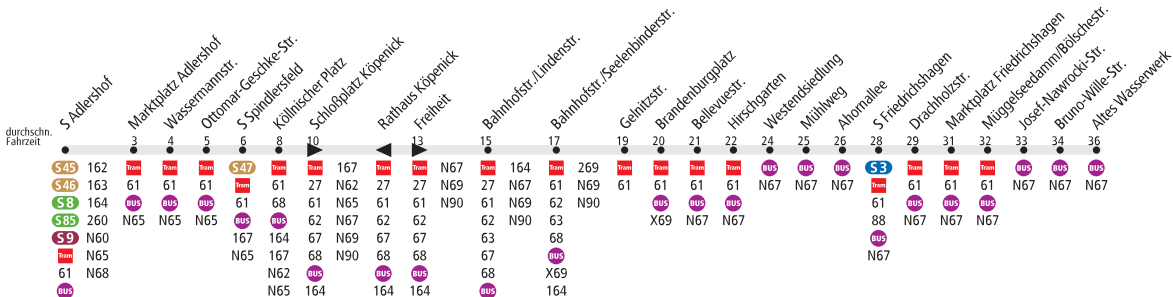 S Adlershof
Marktplatz Adlershof
Wassermannstr.
Ottomar-Geschke-Str.
S Spindlersfeld
Köllnischer Platz
Schloßplatz Köpenick
Rathaus Köpenick
Freiheit
Bahnhofstr./Lindenstr.
Bahnhofstr./Seelenbinderstr.
Gelnitzstr.
Brandenburgplatz
Bellevuestr.
Hirschgarten
Westendsiedlung
Mühlweg
Ahornallee
S Friedrichshagen
Drachholzstr.
Marktplatz Friedrichshagen
Müggelseedamm/Bölschestr.
Josef-Nawrocki-Str.
Bruno-Wille-Str.
Altes Wasserwerk
durchschn. 3 4 5 6 8 10 11 13 15 17 19 20 21 22 24 25 26 28 29 31 32 33 34 36
Fahrzeit
S45 162 Tram Tram Tram S47 Tram Tram 167 Tram Tram N67 Tram 164 Tram 269 Tram Tram Tram Tram BUS BUS BUS S3 Tram Tram Tram BUS BUS BUS
S46 163 61 61 61 Tram 61 27 N62 27 27 N69 27 N67 61 N69 61 61 61 61 N67 N67 N67 Tram 61 61 61 N67 N67 N67
S8 164 BUS BUS BUS 61 68 61 N65 61 61 N90 61 N69 62 N90 BUS BUS BUS 61 BUS BUS BUS
S85 260 N65 N65 N65 BUS BUS 62 N67 62 62 62 N90 63 X69 N67 N67 88 N67 N67 N67
S9 N60 167 164 67 N69 67 67 63 68 BUS
Tram N65 N65 167 68 N90 68 68 67 BUS N67
61 N68 N62 BUS BUS BUS 68 X69
BUS N65 164 164 164 BUS 164